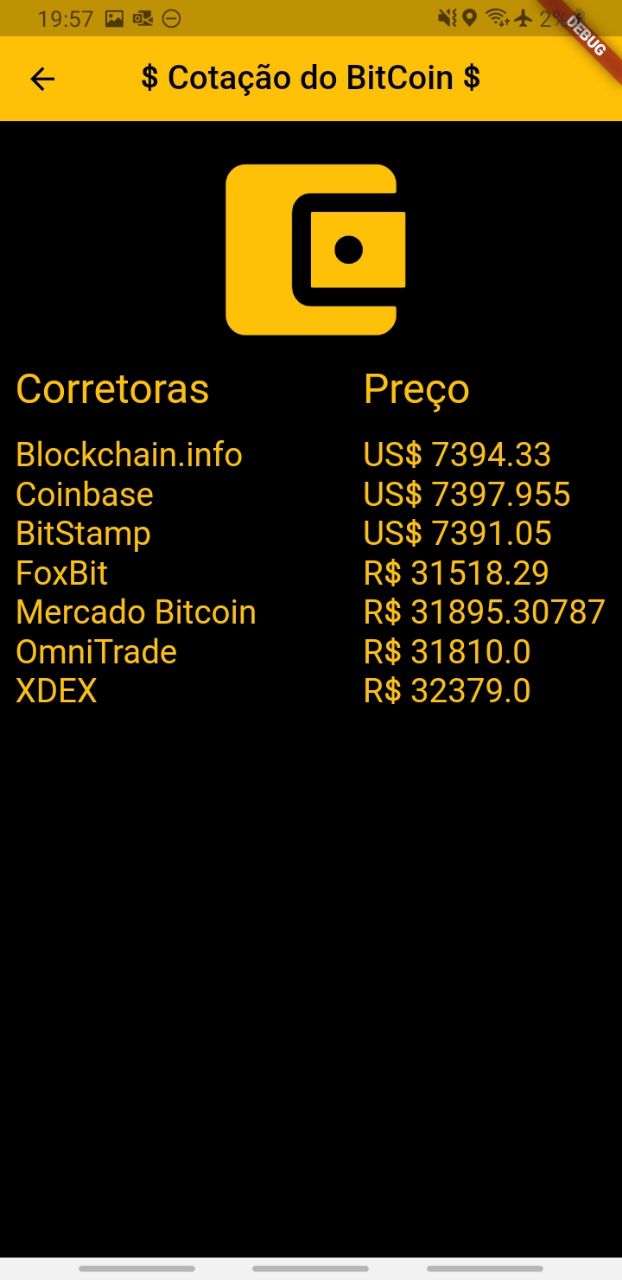 19:57 2%
DEBUG
$ Cotação do BitCoin $
Corretoras Preço
Blockchain.info US$ 7394.33
Coinbase US$ 7397.955
BitStamp US$ 7391.05
FoxBit R$ 31518.29
Mercado Bitcoin R$ 31895.30787
OmniTrade R$ 31810.0
XDEX R$ 32379.0